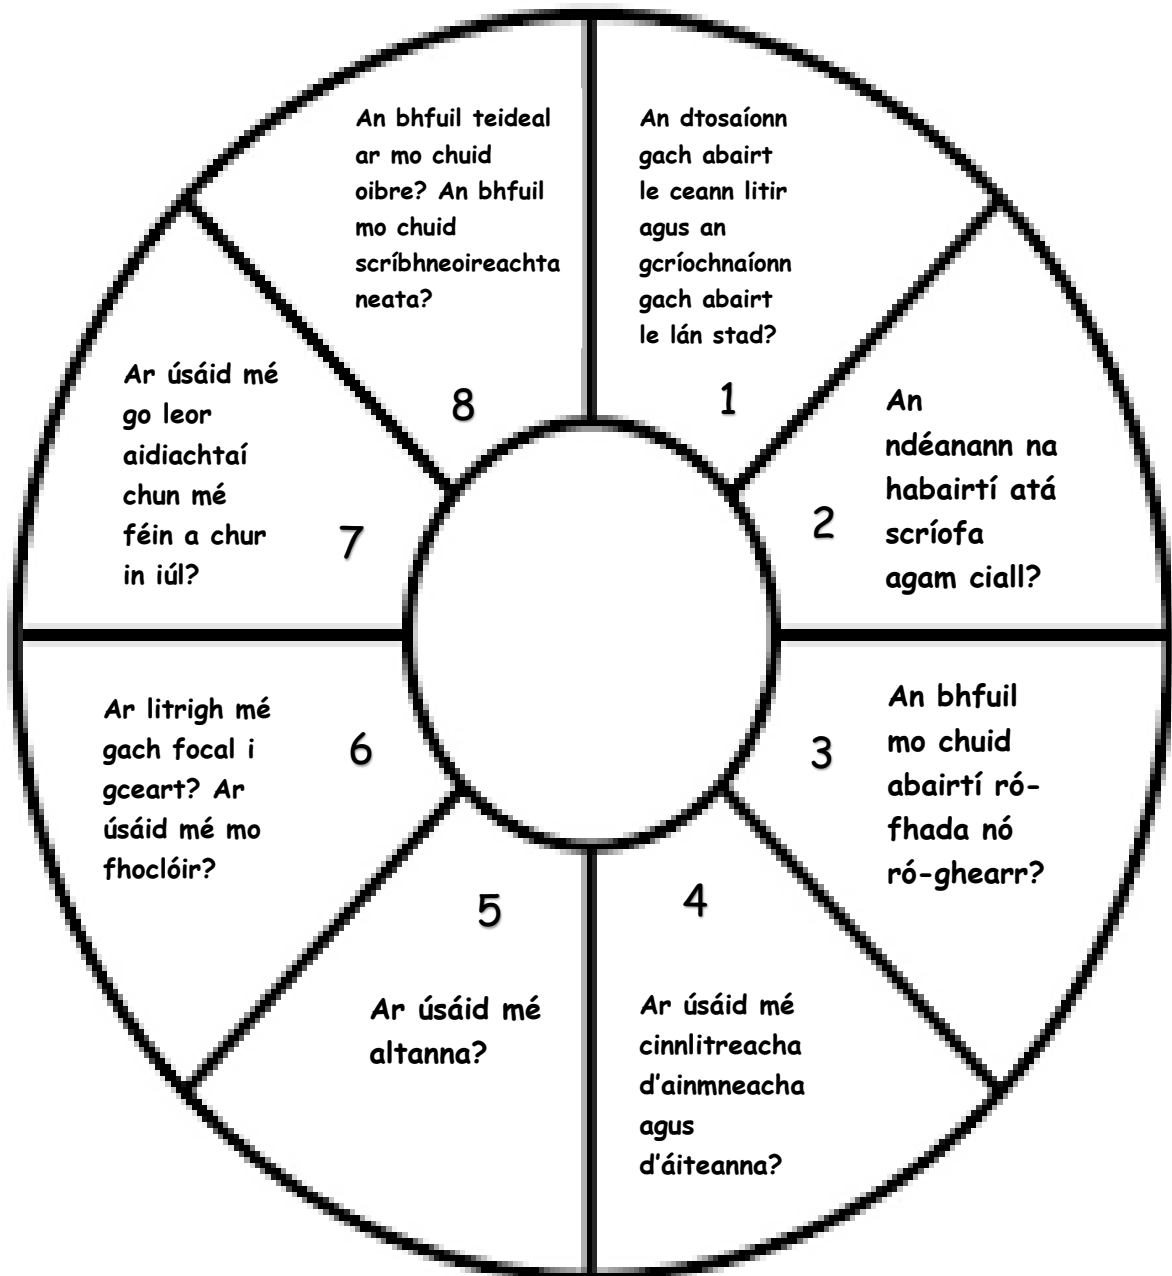 An dtosaíonn
gach abairt
le ceann litir
agus an
gcríochnaíonn
gach abairt
le lán stad?
1
An
ndéanann na
habairtí atá
scríofa
agam ciall?
2
An bhfuil
mo chuid
abairtí ró-
fhada nó
ró-ghearr?
3
4
Ar úsáid mé
cinnlitreacha
d'ainmneacha
agus
d'áiteanna?
5
Ar úsáid mé
altanna?
Ar litrigh mé
gach focal i
gceart? Ar
úsáid mé mo
fhoclóir?
6
Ar úsáid mé
go leor
aidiachtaí
chun mé
féin a chur
in iúl?
7
An bhfuil teideal
ar mo chuid
oibre? An bhfuil
mo chuid
scríbhneoireachta
neata?
8